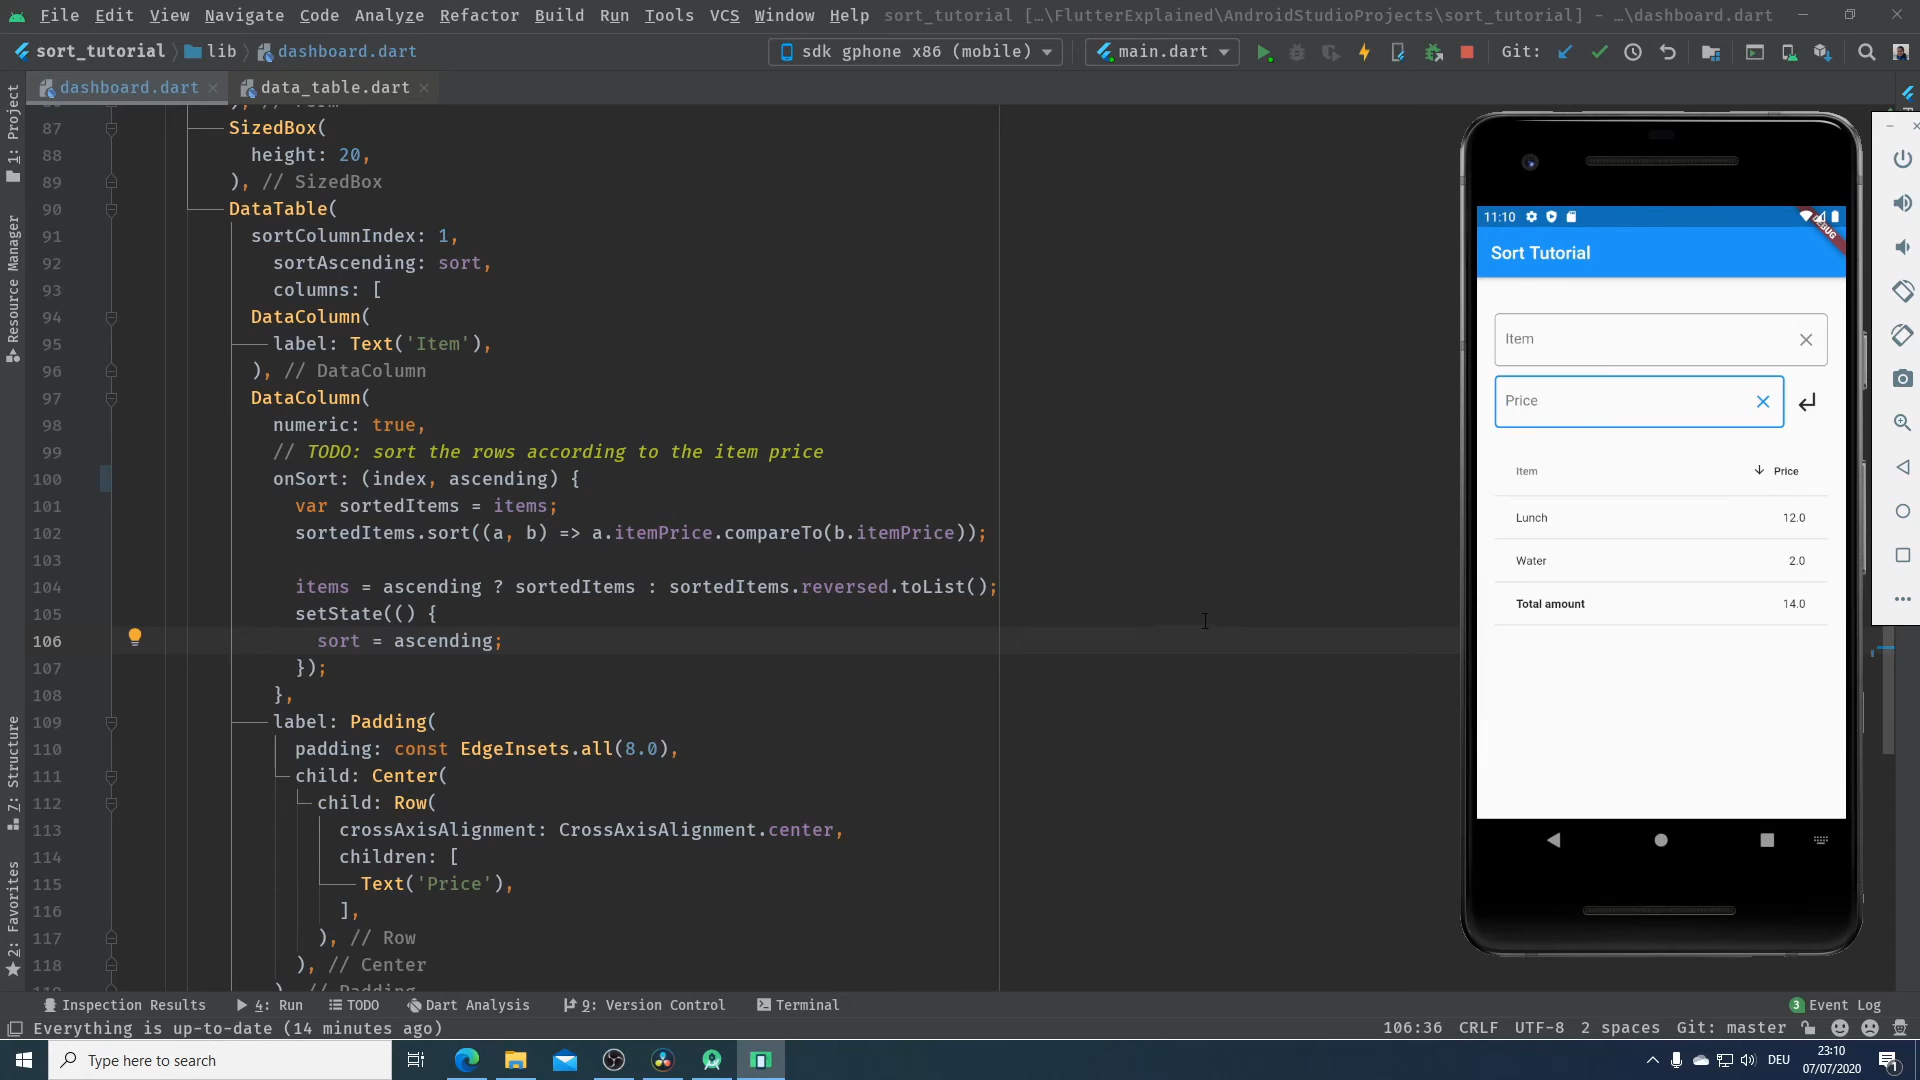 File Edit View Navigate Code Analyze Refactor Build Run Tools VCS Window Help sort_tutorial […\FlutterExplained\AndroidStudioProjects\sort_tutorial] - …\dashboard.dart
sort_tutorial lib dashboard.dart sdk gphone x86 (mobile) main.dart Git:
dashboard.dart data_table.dart
1: Project
Resource Manager
7: Structure
2: Favorites
87 SizedBox(
88 height: 20,
89 ), // SizedBox
90 DataTable(
91 sortColumnIndex: 1,
92 sortAscending: sort,
93 columns: [
94 DataColumn(
95 label: Text('Item'),
96 ), // DataColumn
97 DataColumn(
98 numeric: true,
99 // TODO: sort the rows according to the item price
100 onSort: (index, ascending) {
101 var sortedItems = items;
102 sortedItems.sort((a, b) => a.itemPrice.compareTo(b.itemPrice));
103
104 items = ascending ? sortedItems : sortedItems.reversed.toList();
105 setState(() {
106 sort = ascending;
107 });
108 },
109 label: Padding(
110 padding: const EdgeInsets.all(8.0),
111 child: Center(
112 child: Row(
113 crossAxisAlignment: CrossAxisAlignment.center,
114 children: [
115 Text('Price'),
116 ],
117 ), // Row
118 ), // Center
11:10
DEBUG
Sort Tutorial
Item
Price
Item Price
Lunch 12.0
Water 2.0
Total amount 14.0
Inspection Results 4: Run TODO Dart Analysis 9: Version Control Terminal 3 Event Log
Everything is up-to-date (14 minutes ago) 106:36 CRLF UTF-8 2 spaces Git: master
Type here to search DEU 23:10
07/07/2020 1